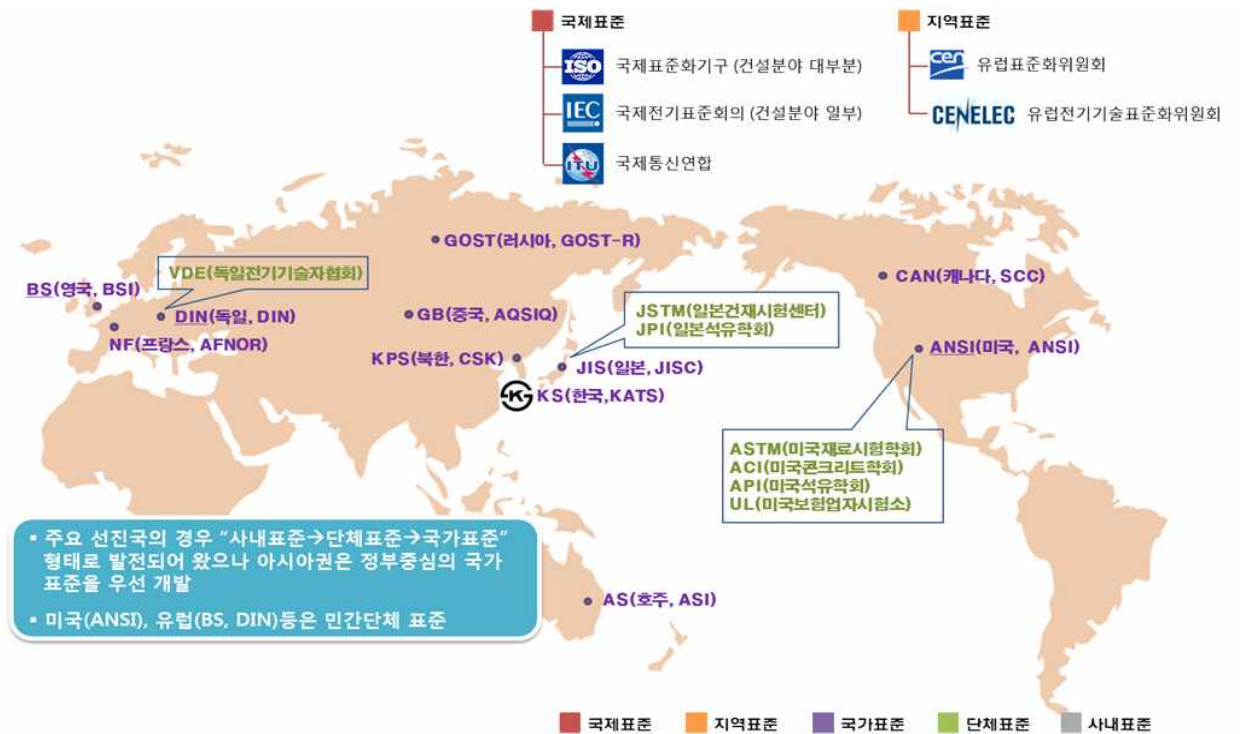 국제표준
ISO
국제표준화기구 (건설분야 대부분)
IEC
국제전기표준회의 (건설분야 일부)
ITU
국제통신연합
지역표준
cen
유럽표준화위원회
CENELEC
유럽전기기술표준화위원회
GOST(러시아, GOST-R)
VDE(독일전기기술자협회)
BS(영국, BSI)
DIN(독일, DIN)
NF(프랑스, AFNOR)
GB(중국, AQSIQ)
KPS(북한, CSK)
JSTM(일본건재시험센터)
JPI(일본석유학회)
JIS(일본, JISC)
K
KS(한국,KATS)
CAN(캐나다, SCC)
ANSI(미국, ANSI)
ASTM(미국재료시험학회)
ACI(미국콘크리트학회)
API(미국석유학회)
UL(미국보험업자시험소)
▪ 주요 선진국의 경우 “사내표준→단체표준→국가표준”
형태로 발전되어 왔으나 아시아권은 정부중심의 국가
표준을 우선 개발
▪ 미국(ANSI), 유럽(BS, DIN)등은 민간단체 표준
AS(호주, ASI)
국제표준
지역표준
국가표준
단체표준
사내표준